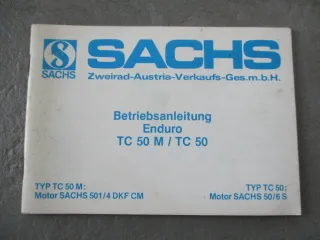 SACHS
SACHS
Zweirad-Austria-Verkaufs-Ges.m.b.H.
Betriebsanleitung
Enduro
TC 50 M / TC 50
TYP TC 50 M:
Motor SACHS 501/4 DKF CM
TYP TC 50:
Motor SACHS 50/6 S